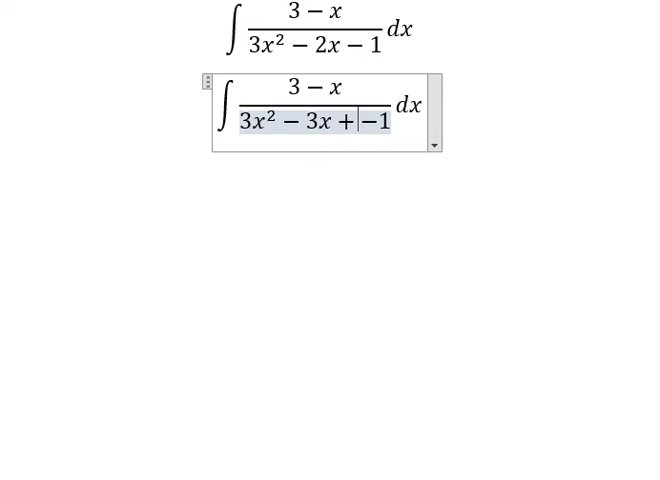 ∫ (3 − x)/(3x² − 2x − 1) dx
∫ (3 − x)/(3x² − 3x + −1) dx